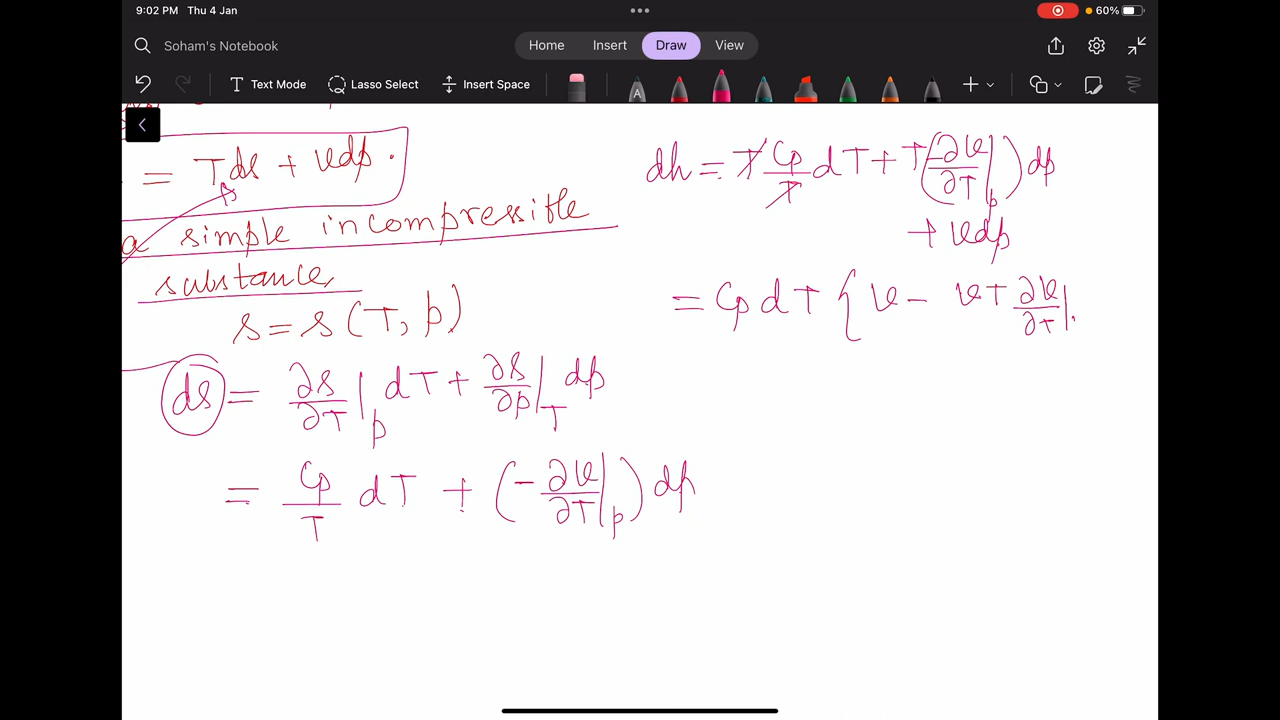 9:02 PM Thu 4 Jan
60%
Soham's Notebook
Home Insert Draw View
Text Mode Lasso Select Insert Space
A
= Tds + vdp.
a simple incompressible
substance,
s = s (T, p)
ds = ∂s/∂T|p dT + ∂s/∂p|T dp
= Cp/T dT + (- ∂v/∂T|p) dp
dh = T Cp/T dT + T(-∂v/∂T|p) dp
+ vdp
= Cp dT { v - vT ∂v/∂T|